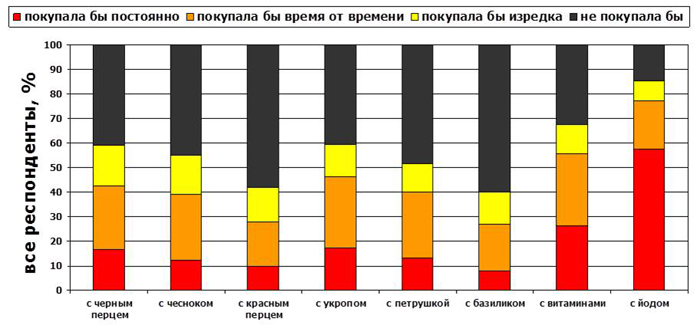 покупала бы постоянно покупала бы время от времени покупала бы изредка не покупала бы
все респонденты, %
100
90
80
70
60
50
40
30
20
10
0
с черным перцем
с чесноком
с красным перцем
с укропом
с петрушкой
с базиликом
с витаминами
с йодом